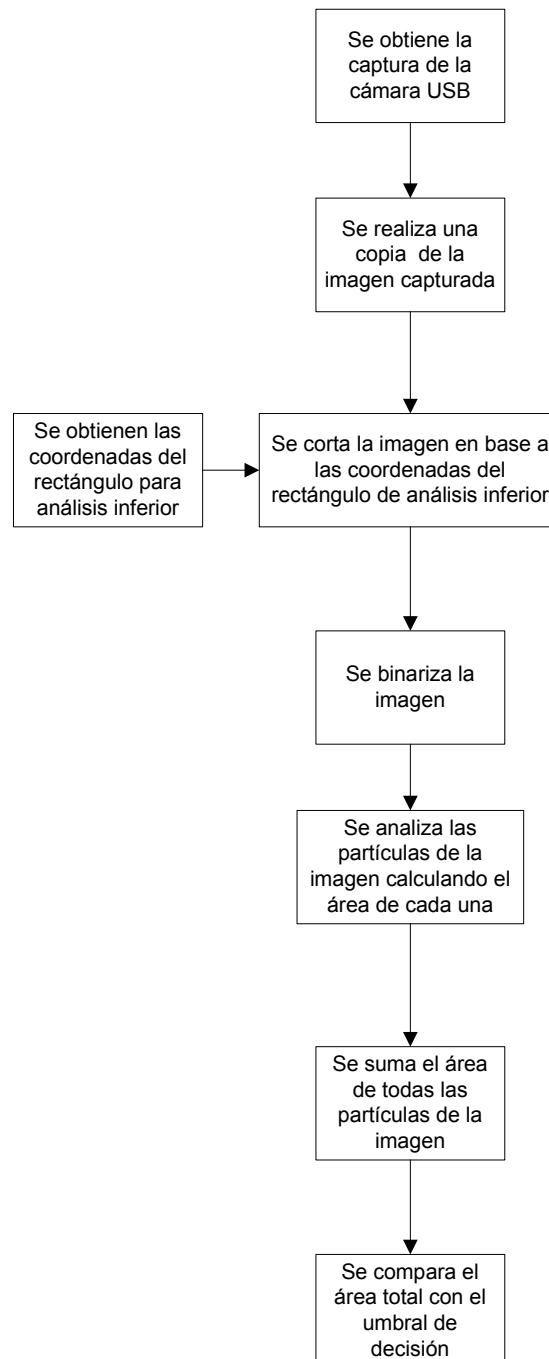 Se obtiene la
captura de la
cámara USB
Se realiza una
copia de la
imagen capturada
Se obtienen las
coordenadas del
rectángulo para
análisis inferior
Se corta la imagen en base a
las coordenadas del
rectángulo de análisis inferior
Se binariza la
imagen
Se analiza las
partículas de la
imagen calculando el
área de cada una
Se suma el área
de todas las
partículas de la
imagen
Se compara el
área total con el
umbral de
decisión